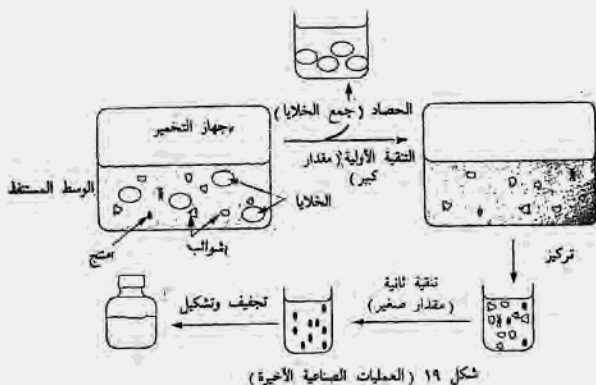 الحصاد (جمع الخلايا)
جهاز التخمير
التنقية الأولية (مقدار
كبير)
الوسط المستنفط
الخلايا
شوائب
منتج
تركيز
تنقية ثانية
(مقدار صغير)
تجفيف وتشكيل
شكل ١٩ (العمليات الصناعية الأخيرة)